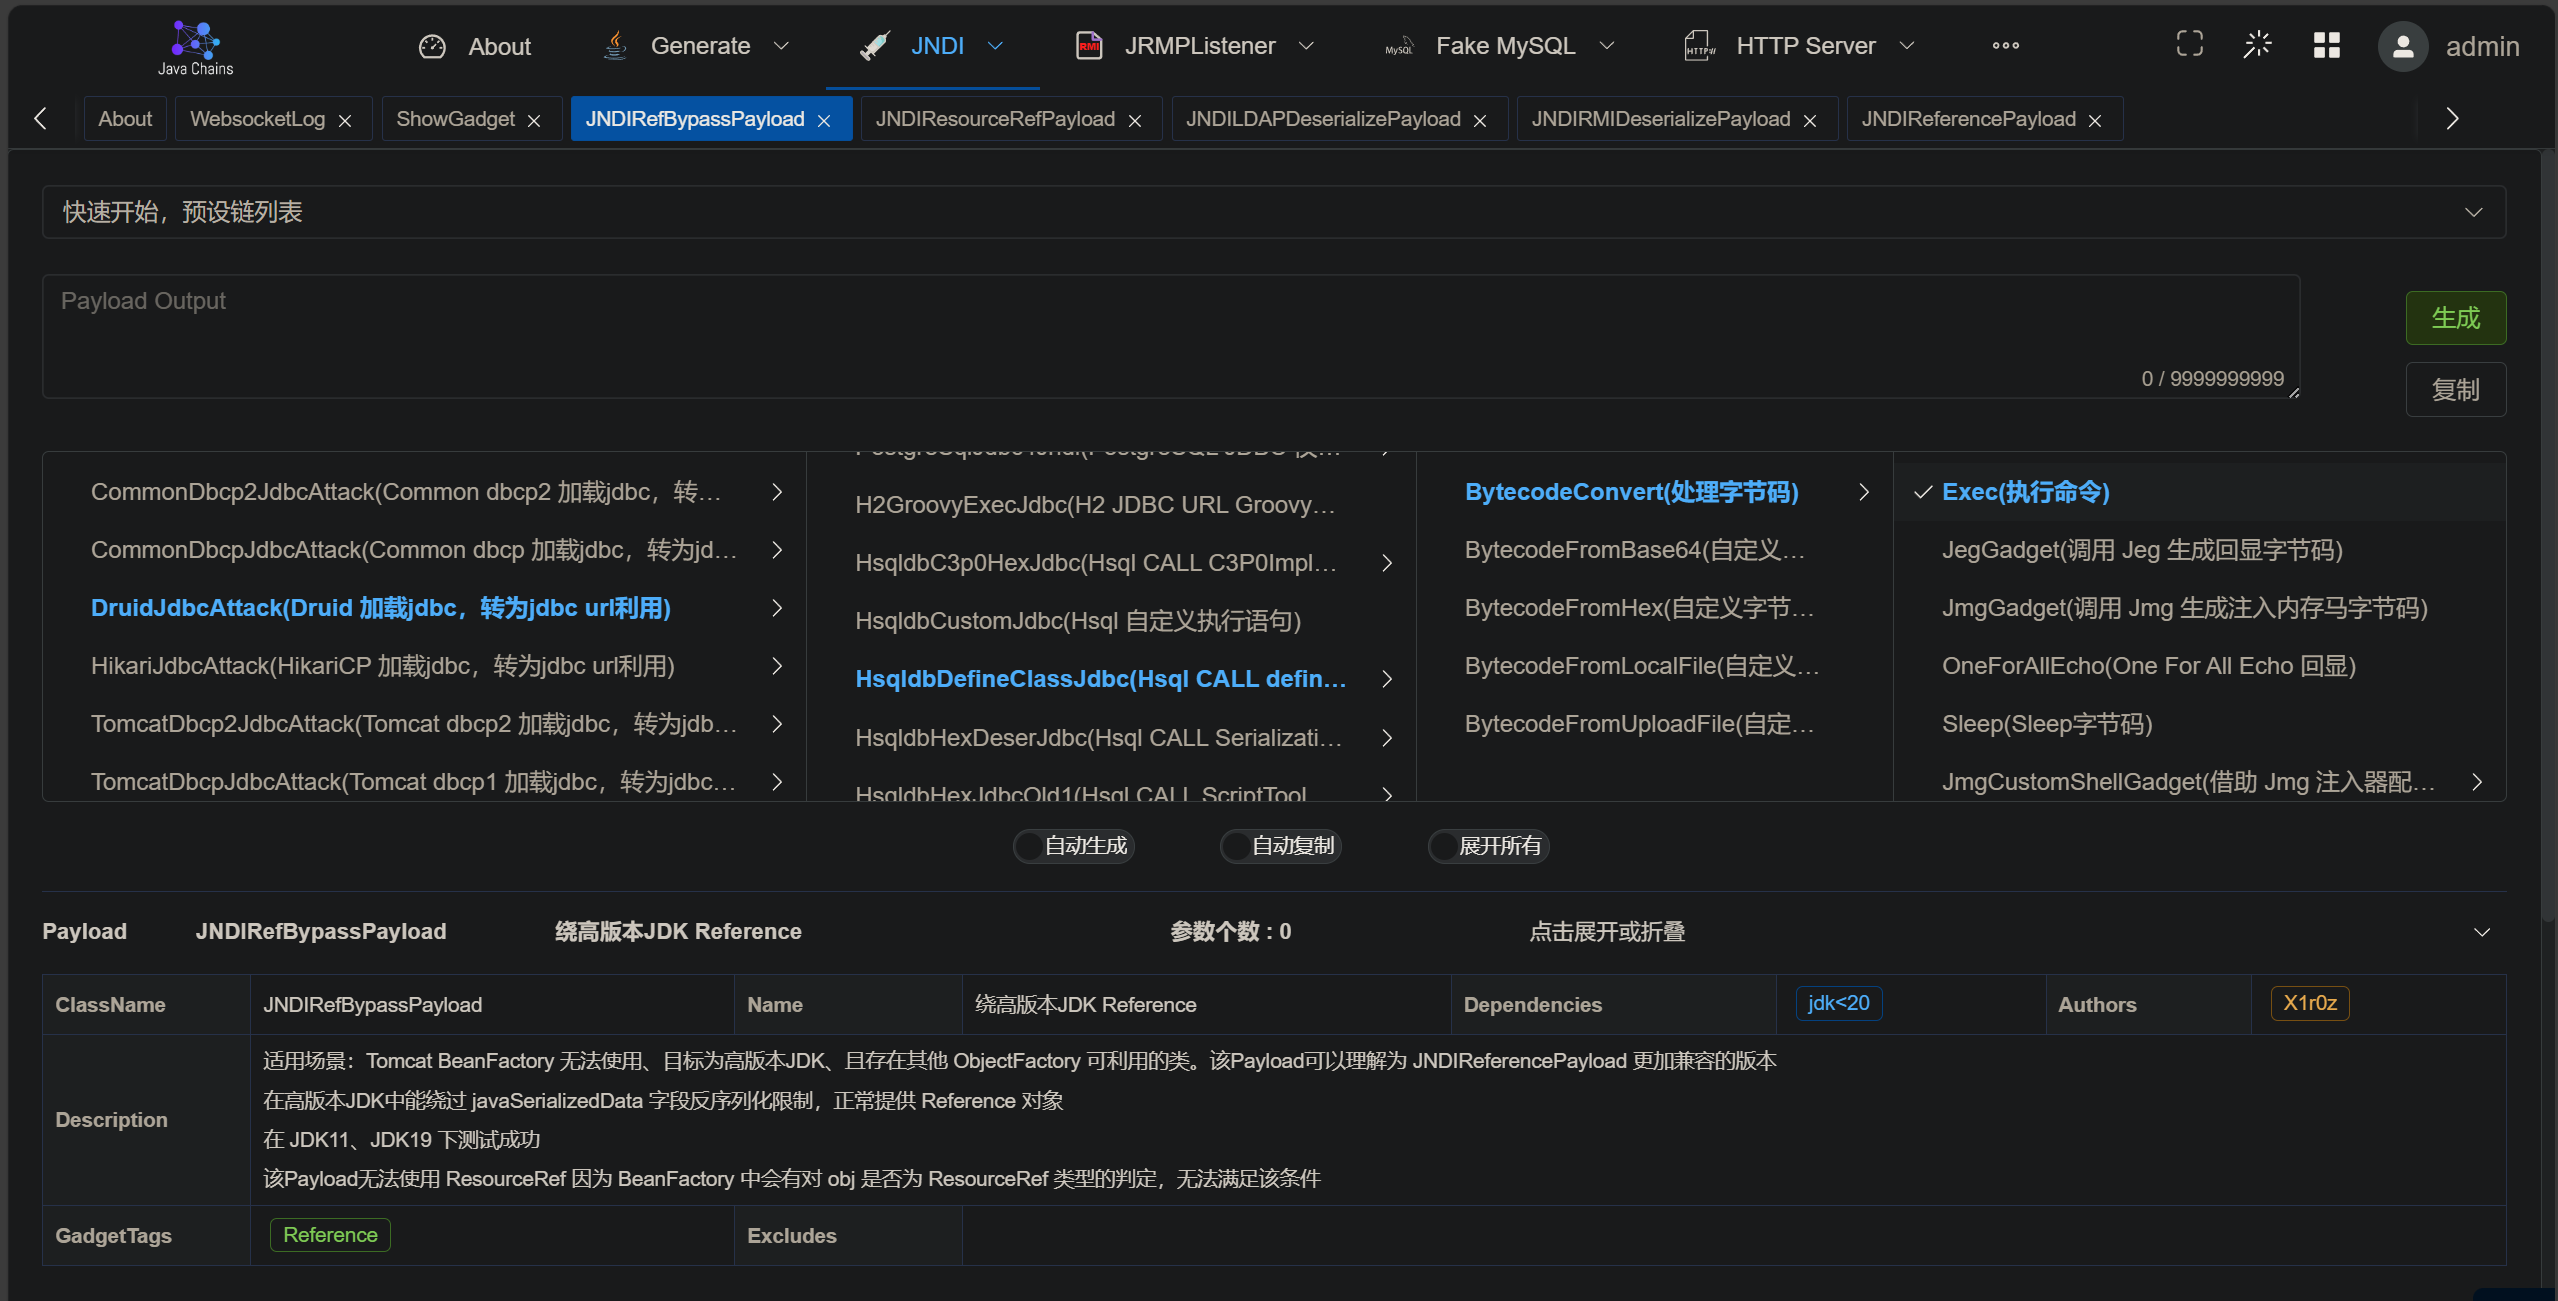 Java Chains
About
Generate
JNDI
RMI
JRMPListener
MySQL
Fake MySQL
HTTP://
HTTP Server
admin
About
WebsocketLog
ShowGadget
JNDIRefBypassPayload
JNDIResourceRefPayload
JNDILDAPDeserializePayload
JNDIRMIDeserializePayload
JNDIReferencePayload
快速开始，预设链列表
Payload Output
0 / 9999999999
生成
复制
CommonDbcp2JdbcAttack(Common dbcp2 加载jdbc，转…
CommonDbcpJdbcAttack(Common dbcp 加载jdbc，转为jd…
DruidJdbcAttack(Druid 加载jdbc，转为jdbc url利用)
HikariJdbcAttack(HikariCP 加载jdbc，转为jdbc url利用)
TomcatDbcp2JdbcAttack(Tomcat dbcp2 加载jdbc，转为jdb…
TomcatDbcpJdbcAttack(Tomcat dbcp1 加载jdbc，转为jdbc…
H2GroovyExecJdbc(H2 JDBC URL Groovy…
HsqldbC3p0HexJdbc(Hsql CALL C3P0Impl…
HsqldbCustomJdbc(Hsql 自定义执行语句)
HsqldbDefineClassJdbc(Hsql CALL defin…
HsqldbHexDeserJdbc(Hsql CALL Serializati…
HsqldbHexJdbcOld1(Hsql CALL ScriptTool
BytecodeConvert(处理字节码)
BytecodeFromBase64(自定义…
BytecodeFromHex(自定义字节…
BytecodeFromLocalFile(自定义…
BytecodeFromUploadFile(自定…
Exec(执行命令)
JegGadget(调用 Jeg 生成回显字节码)
JmgGadget(调用 Jmg 生成注入内存马字节码)
OneForAllEcho(One For All Echo 回显)
Sleep(Sleep字节码)
JmgCustomShellGadget(借助 Jmg 注入器配…
自动生成
自动复制
展开所有
Payload
JNDIRefBypassPayload
绕高版本JDK Reference
参数个数 : 0
点击展开或折叠
ClassName
JNDIRefBypassPayload
Name
绕高版本JDK Reference
Dependencies
jdk<20
Authors
X1r0z
Description
适用场景：Tomcat BeanFactory 无法使用、目标为高版本JDK、且存在其他 ObjectFactory 可利用的类。该Payload可以理解为 JNDIReferencePayload 更加兼容的版本
在高版本JDK中能绕过 javaSerializedData 字段反序列化限制，正常提供 Reference 对象
在 JDK11、JDK19 下测试成功
该Payload无法使用 ResourceRef 因为 BeanFactory 中会有对 obj 是否为 ResourceRef 类型的判定，无法满足该条件
GadgetTags
Reference
Excludes